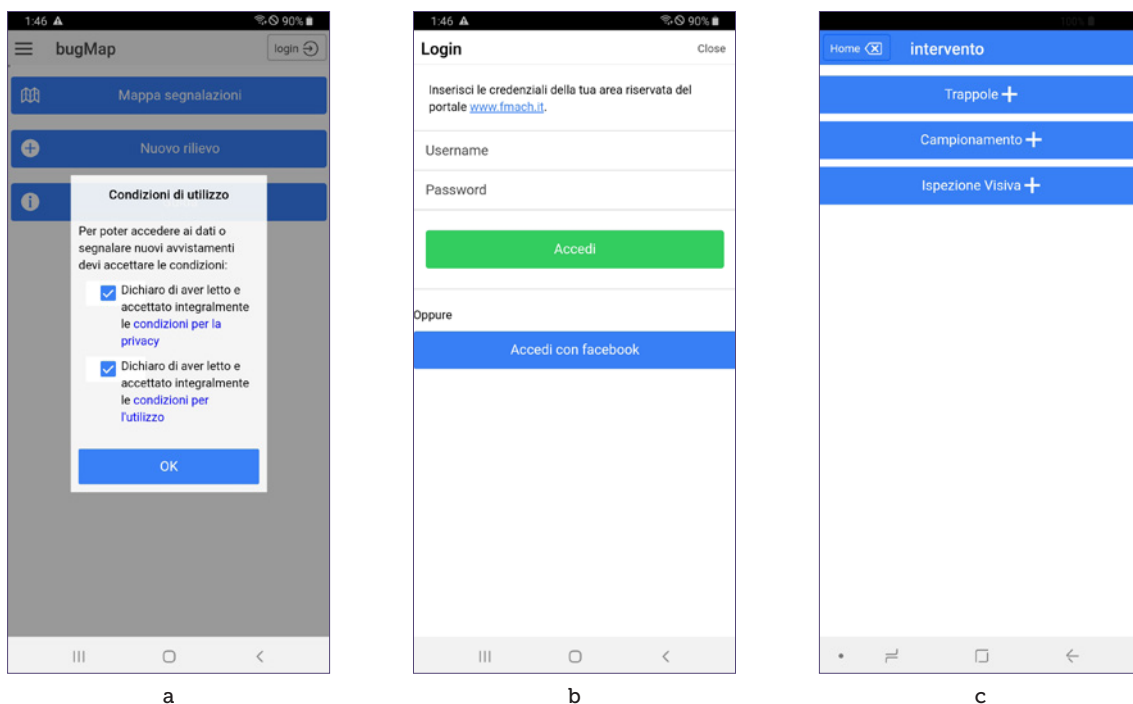 1:46 90%
bugMap login
Mappa segnalazioni
Nuovo rilievo
Condizioni di utilizzo
Per poter accedere ai dati o
segnalare nuovi avvistamenti
devi accettare le condizioni:
Dichiaro di aver letto e
accettato integralmente
le condizioni per la
privacy
Dichiaro di aver letto e
accettato integralmente
le condizioni per
l'utilizzo
OK
a
1:46 90%
Login Close
Inserisci le credenziali della tua area riservata del
portale www.fmach.it.
Username
Password
Accedi
Oppure
Accedi con facebook
b
100%
Home intervento
Trappole +
Campionamento +
Ispezione Visiva +
c